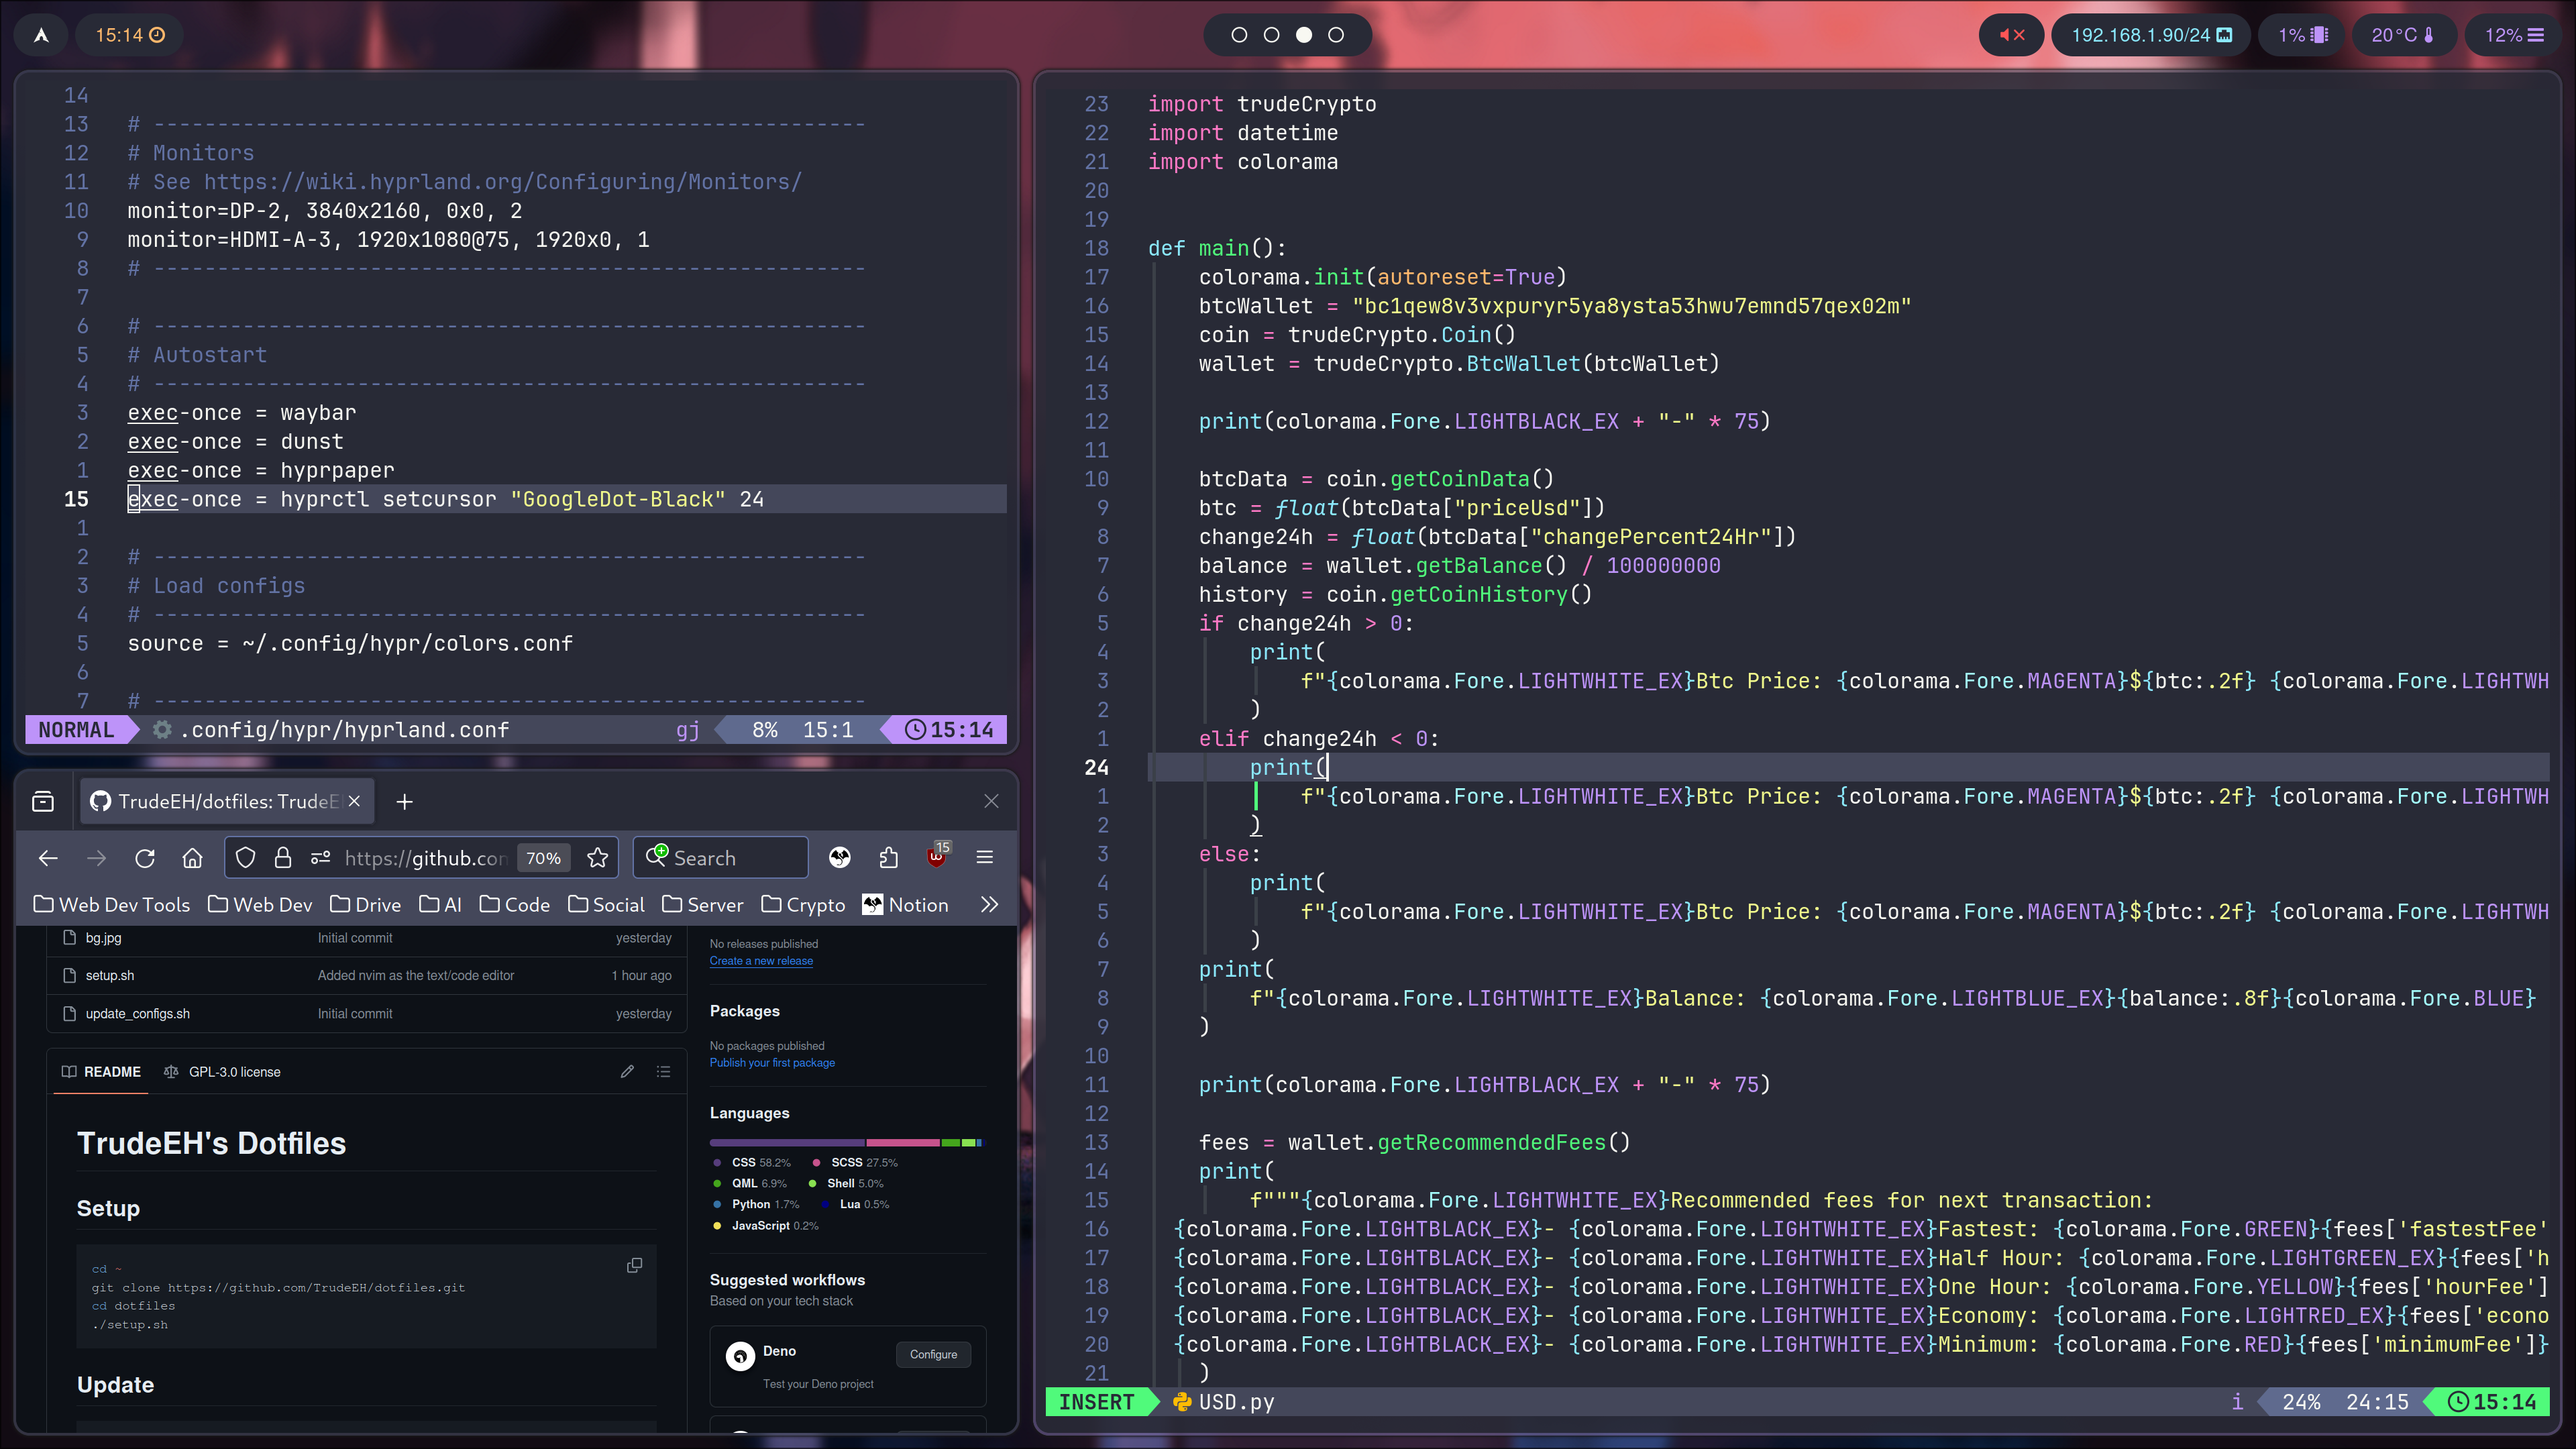 15:14
192.168.1.90/24
1%
20°C
12%
14
13 # --------------------------------------------------------
12 # Monitors
11 # See https://wiki.hyprland.org/Configuring/Monitors/
10 monitor=DP-2, 3840x2160, 0x0, 2
9 monitor=HDMI-A-3, 1920x1080@75, 1920x0, 1
8 # --------------------------------------------------------
7
6 # --------------------------------------------------------
5 # Autostart
4 # --------------------------------------------------------
3 exec-once = waybar
2 exec-once = dunst
1 exec-once = hyprpaper
15 exec-once = hyprctl setcursor "GoogleDot-Black" 24
1
2 # --------------------------------------------------------
3 # Load configs
4 # --------------------------------------------------------
5 source = ~/.config/hypr/colors.conf
6
7 # --------------------------------------------------------
NORMAL .config/hypr/hyprland.conf gj 8% 15:1 15:14
TrudeEH/dotfiles: TrudeE
https://github.con 70% Search 15
Web Dev Tools Web Dev Drive AI Code Social Server Crypto Notion
bg.jpg Initial commit yesterday
setup.sh Added nvim as the text/code editor 1 hour ago
update_configs.sh Initial commit yesterday
README GPL-3.0 license
TrudeEH's Dotfiles
Setup
cd ~
git clone https://github.com/TrudeEH/dotfiles.git
cd dotfiles
./setup.sh
Update
No releases published
Create a new release
Packages
No packages published
Publish your first package
Languages
CSS 58.2% SCSS 27.5%
QML 6.9% Shell 5.0%
Python 1.7% Lua 0.5%
JavaScript 0.2%
Suggested workflows
Based on your tech stack
Deno Configure
Test your Deno project
23 import trudeCrypto
22 import datetime
21 import colorama
20
19
18 def main():
17 colorama.init(autoreset=True)
16 btcWallet = "bc1qew8v3vxpuryr5ya8ysta53hwu7emnd57qex02m"
15 coin = trudeCrypto.Coin()
14 wallet = trudeCrypto.BtcWallet(btcWallet)
13
12 print(colorama.Fore.LIGHTBLACK_EX + "-" * 75)
11
10 btcData = coin.getCoinData()
9 btc = float(btcData["priceUsd"])
8 change24h = float(btcData["changePercent24Hr"])
7 balance = wallet.getBalance() / 100000000
6 history = coin.getCoinHistory()
5 if change24h > 0:
4 print(
3 f"{colorama.Fore.LIGHTWHITE_EX}Btc Price: {colorama.Fore.MAGENTA}${btc:.2f} {colorama.Fore.LIGHTWH
2 )
1 elif change24h < 0:
24 print(
1 f"{colorama.Fore.LIGHTWHITE_EX}Btc Price: {colorama.Fore.MAGENTA}${btc:.2f} {colorama.Fore.LIGHTWH
2 )
3 else:
4 print(
5 f"{colorama.Fore.LIGHTWHITE_EX}Btc Price: {colorama.Fore.MAGENTA}${btc:.2f} {colorama.Fore.LIGHTWH
6 )
7 print(
8 f"{colorama.Fore.LIGHTWHITE_EX}Balance: {colorama.Fore.LIGHTBLUE_EX}{balance:.8f}{colorama.Fore.BLUE}
9 )
10
11 print(colorama.Fore.LIGHTBLACK_EX + "-" * 75)
12
13 fees = wallet.getRecommendedFees()
14 print(
15 f"""{colorama.Fore.LIGHTWHITE_EX}Recommended fees for next transaction:
16 {colorama.Fore.LIGHTBLACK_EX}- {colorama.Fore.LIGHTWHITE_EX}Fastest: {colorama.Fore.GREEN}{fees['fastestFee'
17 {colorama.Fore.LIGHTBLACK_EX}- {colorama.Fore.LIGHTWHITE_EX}Half Hour: {colorama.Fore.LIGHTGREEN_EX}{fees['h
18 {colorama.Fore.LIGHTBLACK_EX}- {colorama.Fore.LIGHTWHITE_EX}One Hour: {colorama.Fore.YELLOW}{fees['hourFee']
19 {colorama.Fore.LIGHTBLACK_EX}- {colorama.Fore.LIGHTWHITE_EX}Economy: {colorama.Fore.LIGHTRED_EX}{fees['econo
20 {colorama.Fore.LIGHTBLACK_EX}- {colorama.Fore.LIGHTWHITE_EX}Minimum: {colorama.Fore.RED}{fees['minimumFee']}
21 )
INSERT USD.py i 24% 24:15 15:14